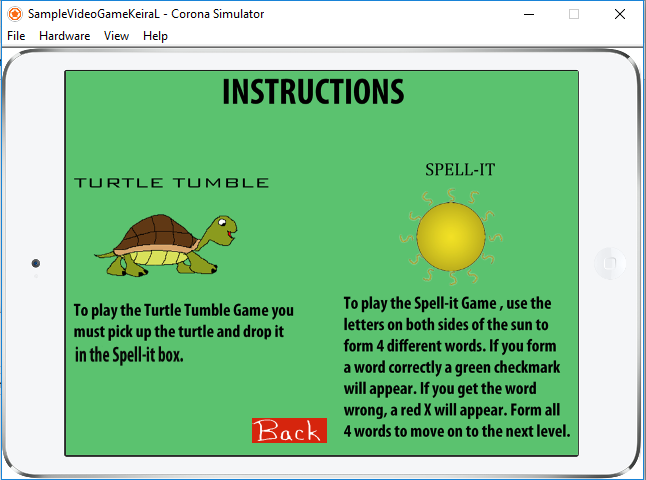 SampleVideoGameKeiraL - Corona Simulator
File Hardware View Help
INSTRUCTIONS
TURTLE TUMBLE
To play the Turtle Tumble Game you
must pick up the turtle and drop it
in the Spell-it box.
SPELL-IT
To play the Spell-it Game , use the
letters on both sides of the sun to
form 4 different words. If you form
a word correctly a green checkmark
will appear. If you get the word
wrong, a red X will appear. Form all
4 words to move on to the next level.
Back